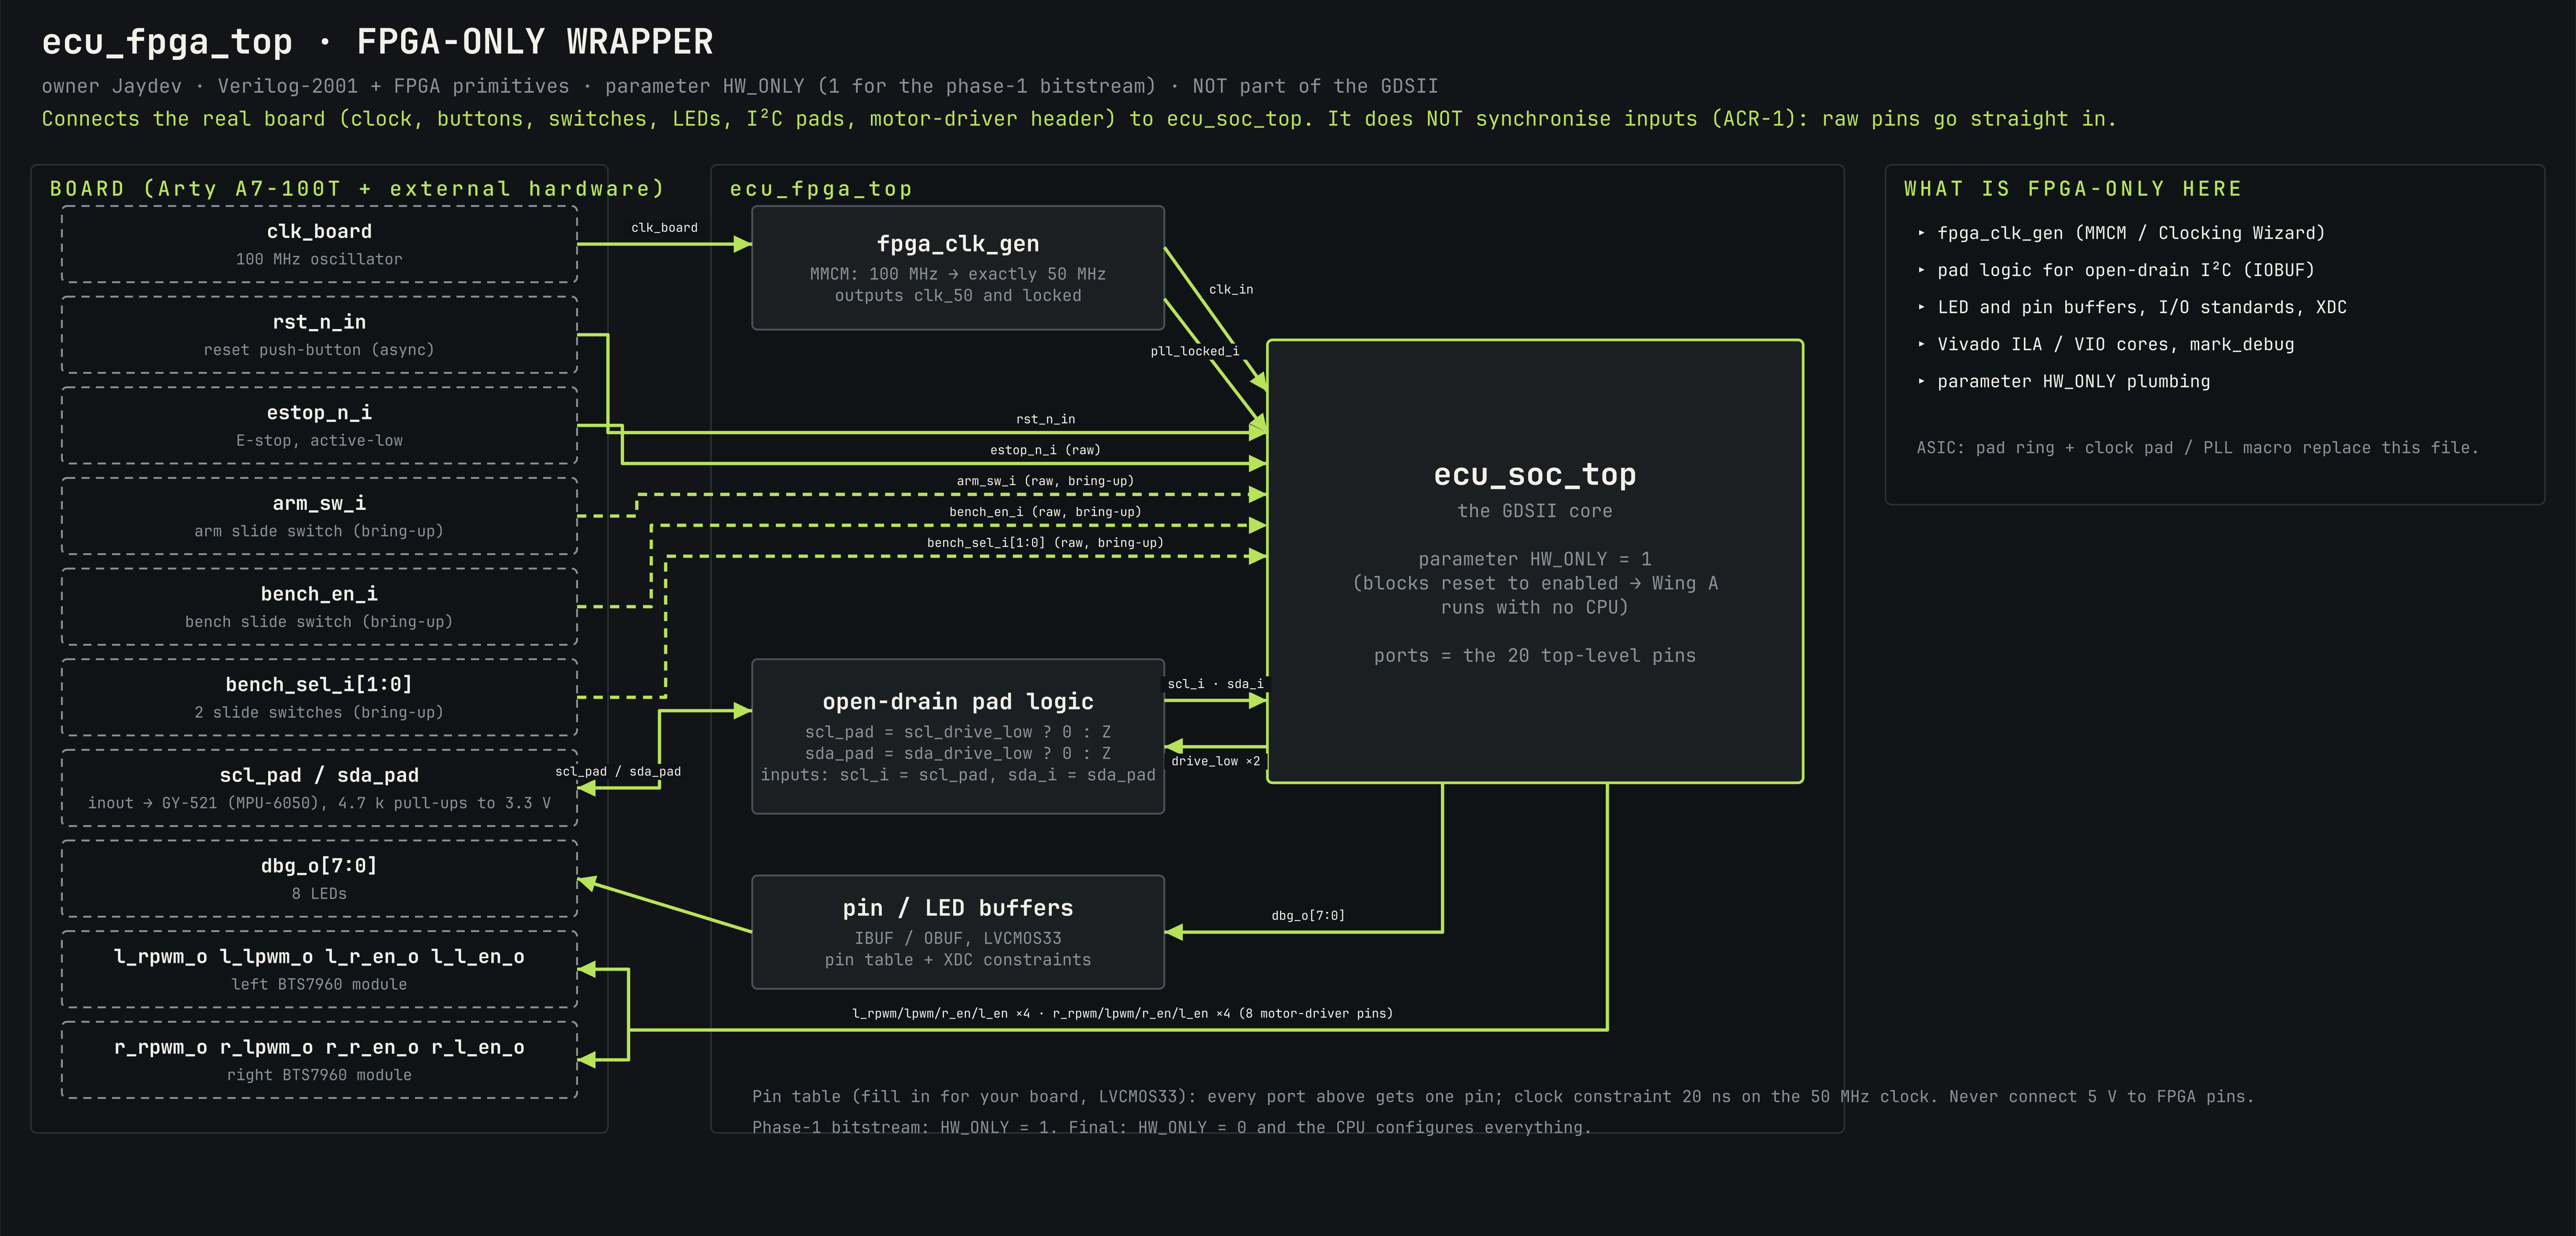 ecu_fpga_top · FPGA-ONLY WRAPPER
owner Jaydev · Verilog-2001 + FPGA primitives · parameter HW_ONLY (1 for the phase-1 bitstream) · NOT part of the GDSII
Connects the real board (clock, buttons, switches, LEDs, I²C pads, motor-driver header) to ecu_soc_top. It does NOT synchronise inputs (ACR-1): raw pins go straight in.
BOARD (Arty A7-100T + external hardware)
clk_board
100 MHz oscillator
rst_n_in
reset push-button (async)
estop_n_i
E-stop, active-low
arm_sw_i
arm slide switch (bring-up)
bench_en_i
bench slide switch (bring-up)
bench_sel_i[1:0]
2 slide switches (bring-up)
scl_pad / sda_pad
inout → GY-521 (MPU-6050), 4.7 k pull-ups to 3.3 V
dbg_o[7:0]
8 LEDs
l_rpwm_o l_lpwm_o l_r_en_o l_l_en_o
left BTS7960 module
r_rpwm_o r_lpwm_o r_r_en_o r_l_en_o
right BTS7960 module
clk_board
scl_pad / sda_pad
ecu_fpga_top
fpga_clk_gen
MMCM: 100 MHz → exactly 50 MHz
outputs clk_50 and locked
clk_in
pll_locked_i
rst_n_in
estop_n_i (raw)
arm_sw_i (raw, bring-up)
bench_en_i (raw, bring-up)
bench_sel_i[1:0] (raw, bring-up)
open-drain pad logic
scl_pad = scl_drive_low ? 0 : Z
sda_pad = sda_drive_low ? 0 : Z
inputs: scl_i = scl_pad, sda_i = sda_pad
scl_i · sda_i
drive_low ×2
pin / LED buffers
IBUF / OBUF, LVCMOS33
pin table + XDC constraints
dbg_o[7:0]
l_rpwm/lpwm/r_en/l_en ×4 · r_rpwm/lpwm/r_en/l_en ×4 (8 motor-driver pins)
ecu_soc_top
the GDSII core
parameter HW_ONLY = 1
(blocks reset to enabled → Wing A
runs with no CPU)
ports = the 20 top-level pins
Pin table (fill in for your board, LVCMOS33): every port above gets one pin; clock constraint 20 ns on the 50 MHz clock. Never connect 5 V to FPGA pins.
Phase-1 bitstream: HW_ONLY = 1. Final: HW_ONLY = 0 and the CPU configures everything.
WHAT IS FPGA-ONLY HERE
‣ fpga_clk_gen (MMCM / Clocking Wizard)
‣ pad logic for open-drain I²C (IOBUF)
‣ LED and pin buffers, I/O standards, XDC
‣ Vivado ILA / VIO cores, mark_debug
‣ parameter HW_ONLY plumbing
ASIC: pad ring + clock pad / PLL macro replace this file.